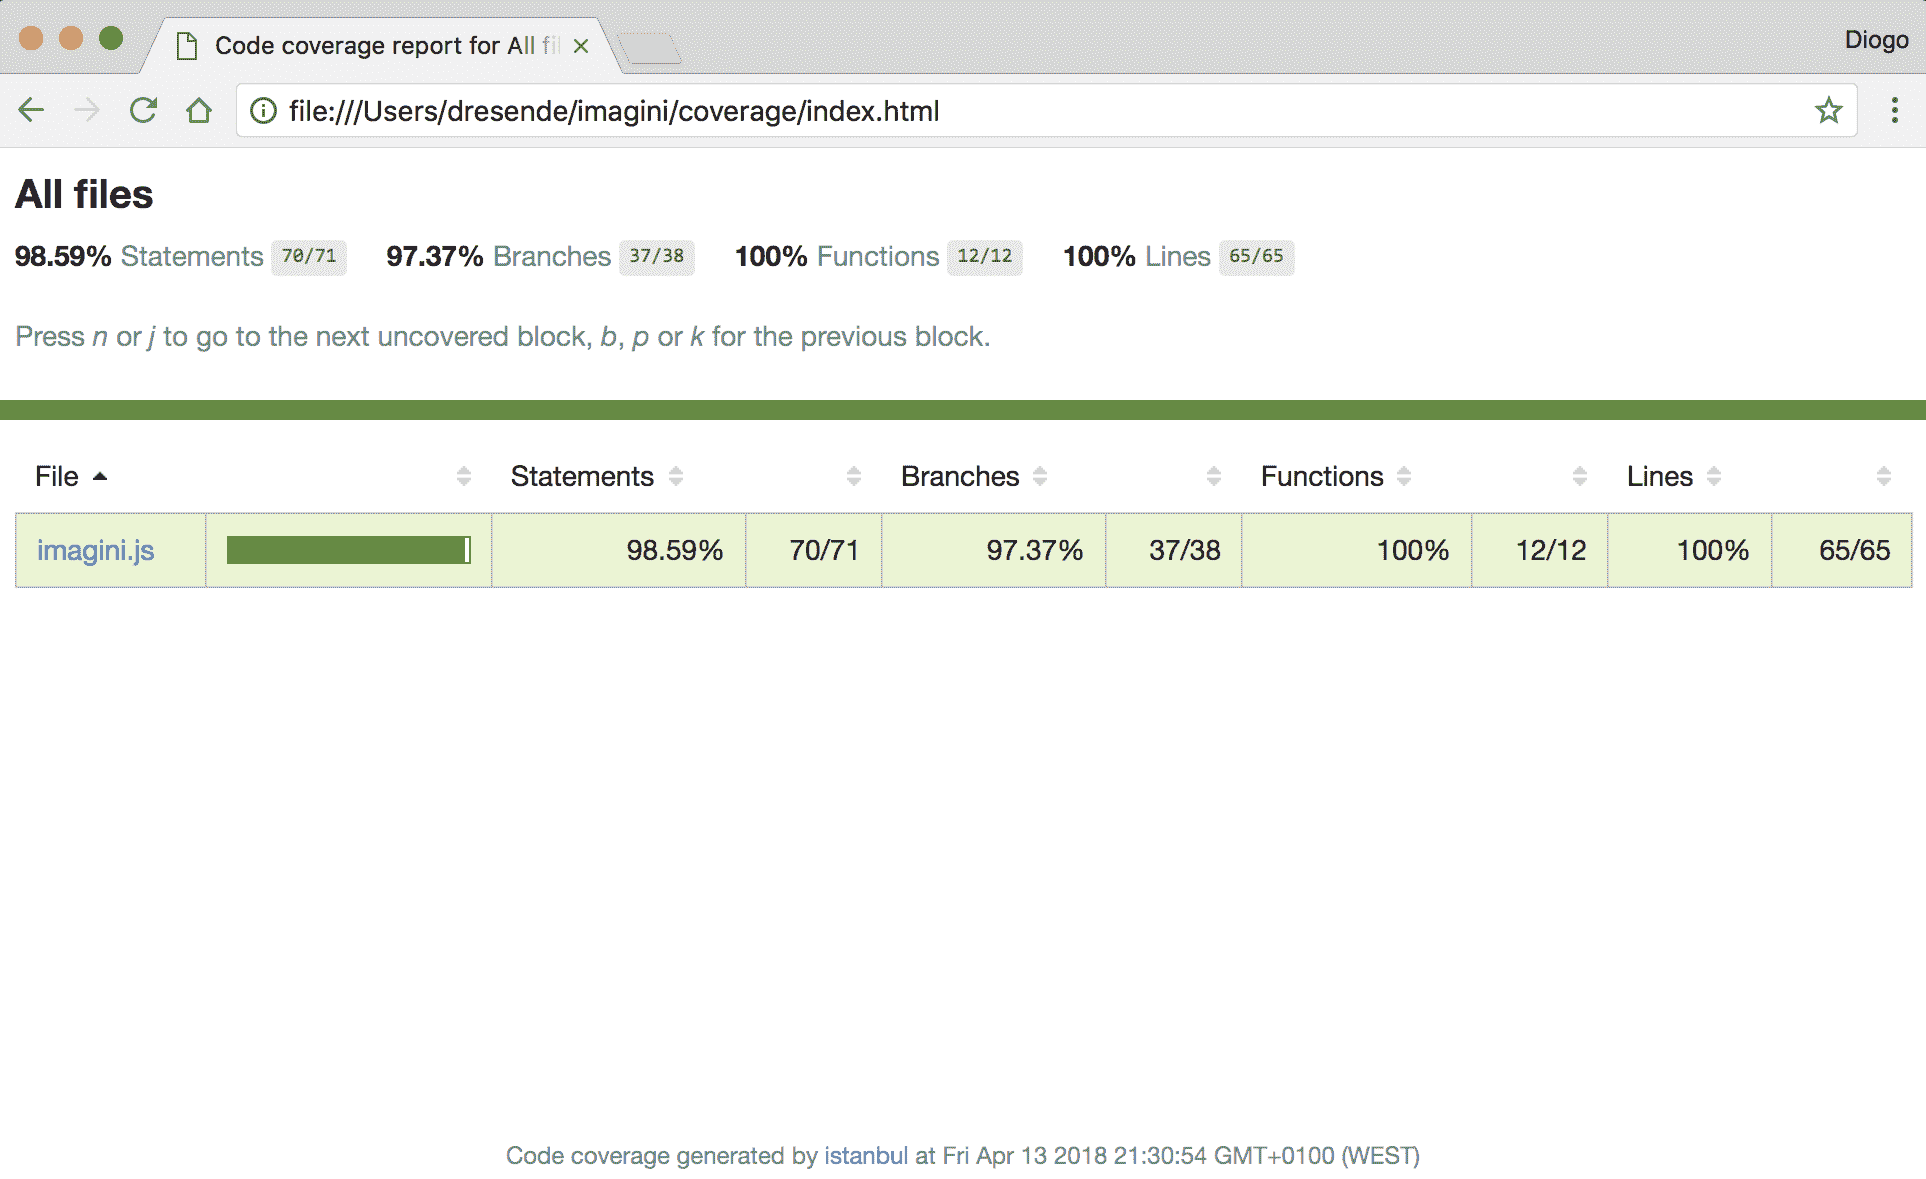 Code coverage report for All fil
Diogo
file:///Users/dresende/imagini/coverage/index.html
All files
98.59% Statements 70/71 97.37% Branches 37/38 100% Functions 12/12 100% Lines 65/65
Press n or j to go to the next uncovered block, b, p or k for the previous block.
File Statements Branches Functions Lines
imagini.js 98.59% 70/71 97.37% 37/38 100% 12/12 100% 65/65
Code coverage generated by istanbul at Fri Apr 13 2018 21:30:54 GMT+0100 (WEST)